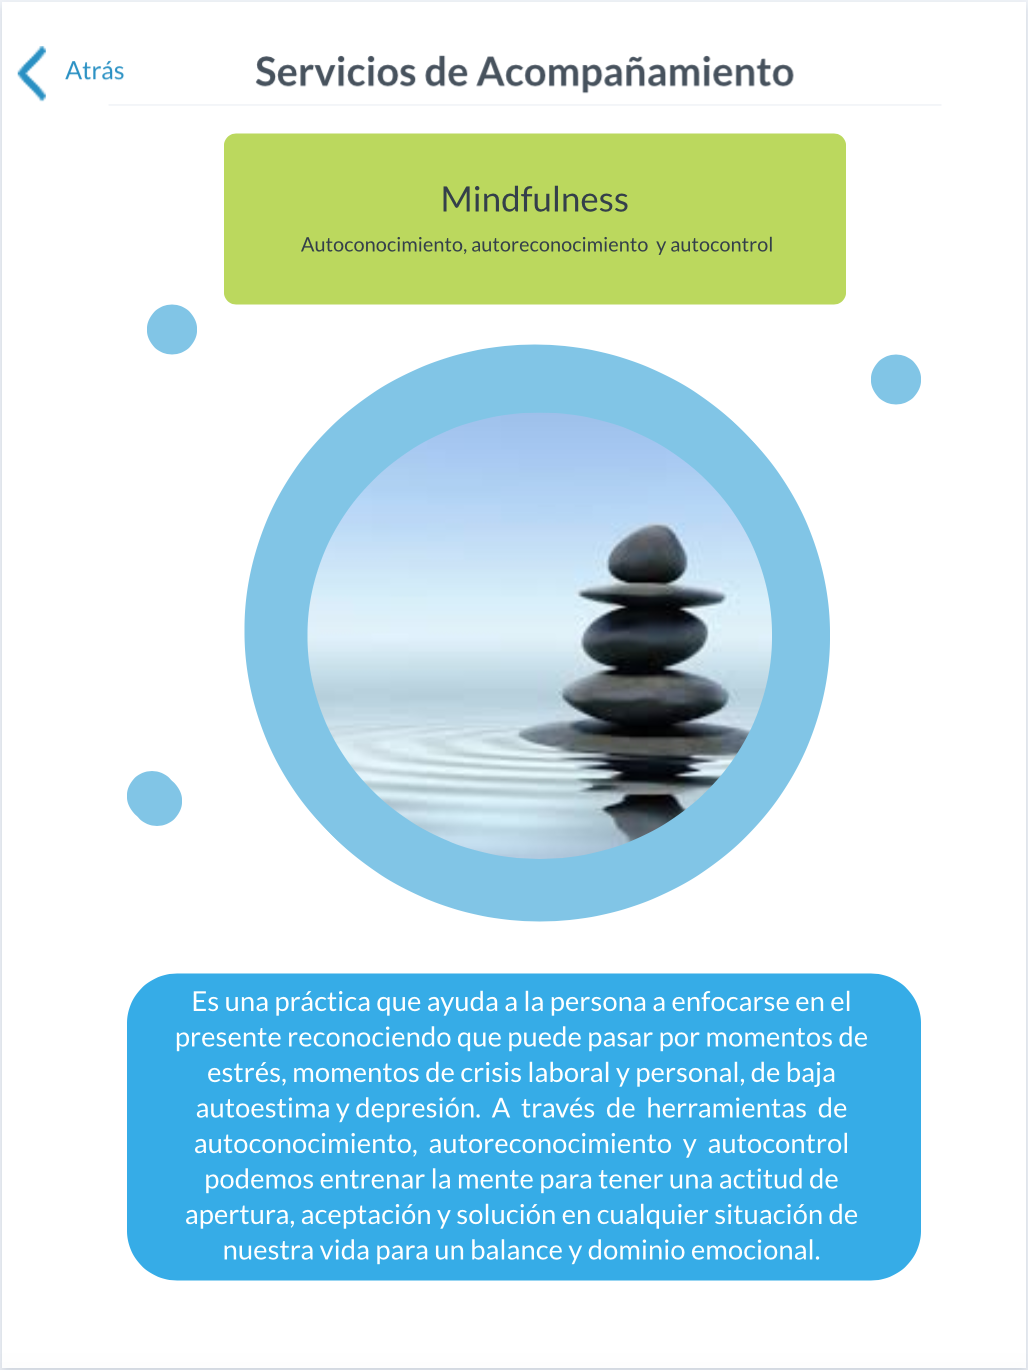 Atrás
Servicios de Acompañamiento
Mindfulness
Autoconocimiento, autoreconocimiento y autocontrol
Es una práctica que ayuda a la persona a enfocarse en el
presente reconociendo que puede pasar por momentos de
estrés, momentos de crisis laboral y personal, de baja
autoestima y depresión. A través de herramientas de
autoconocimiento, autoreconocimiento y autocontrol
podemos entrenar la mente para tener una actitud de
apertura, aceptación y solución en cualquier situación de
nuestra vida para un balance y dominio emocional.